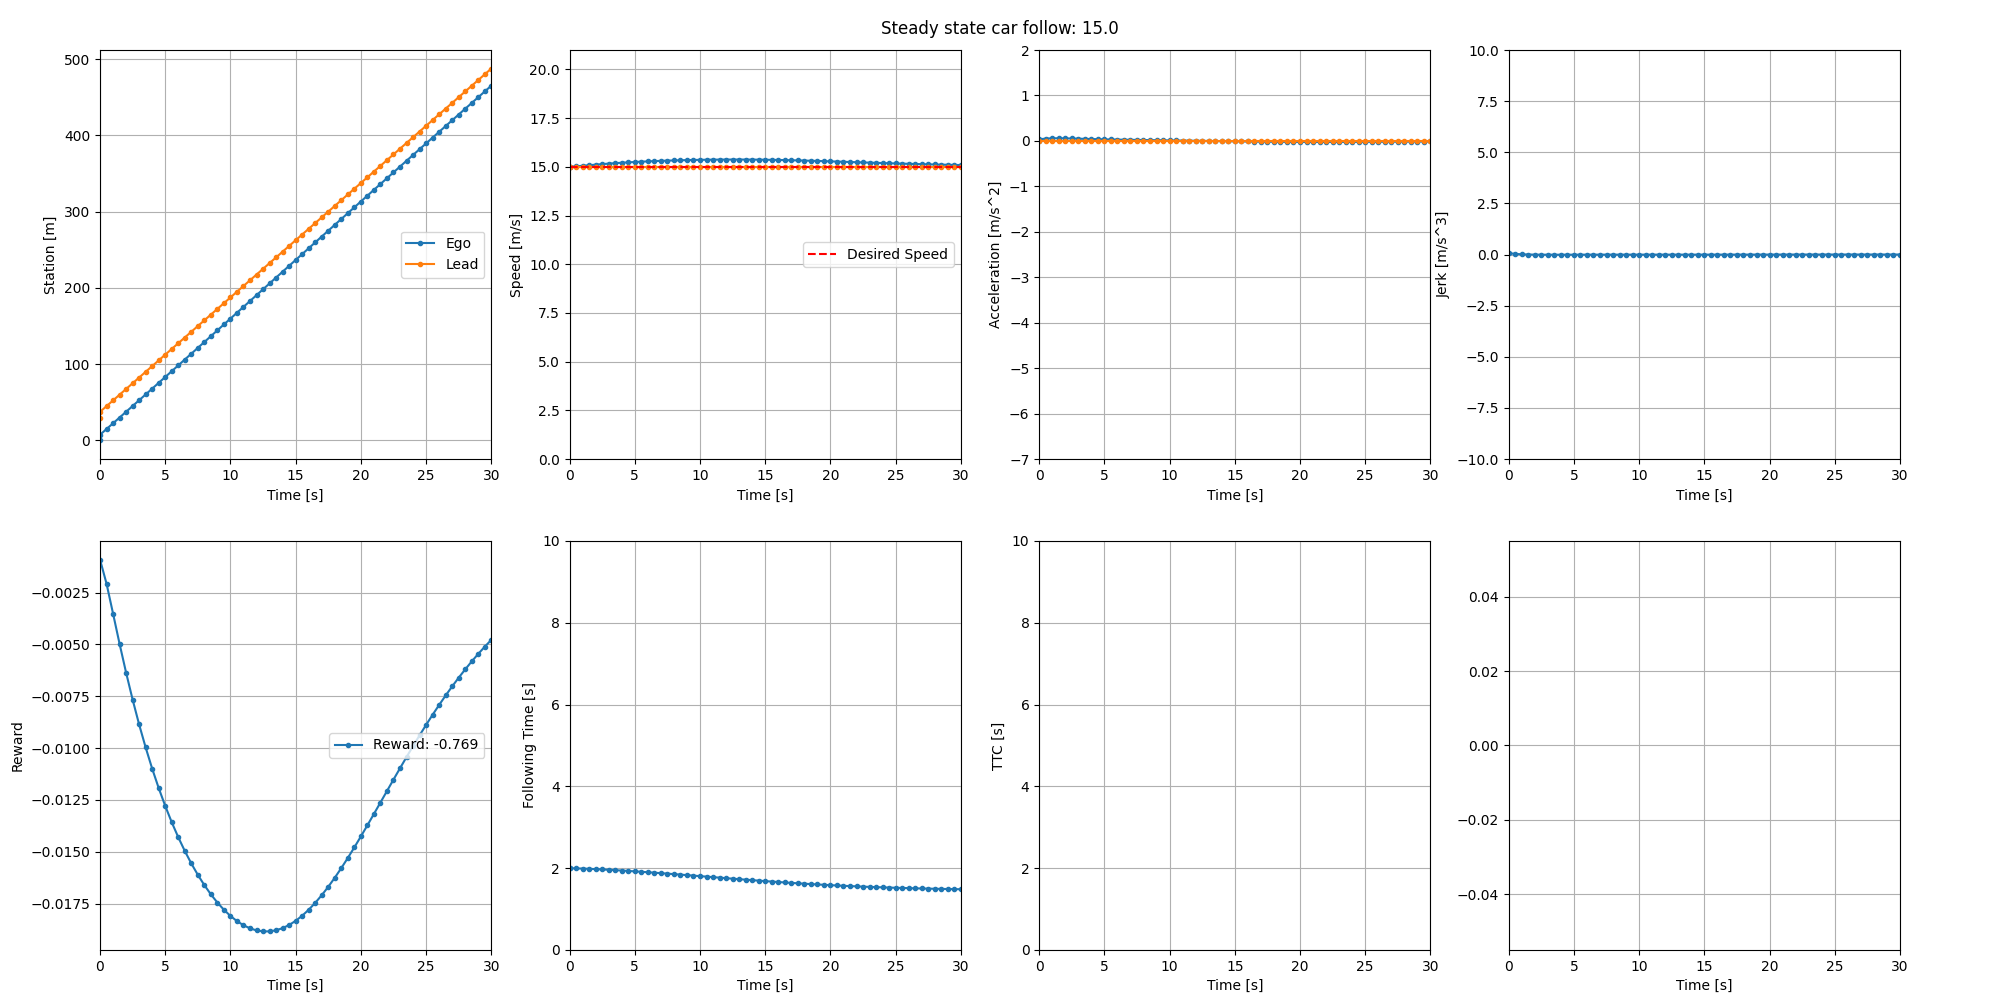 Steady state car follow: 15.0
Station [m]
500
400
300
200
100
0
Ego
Lead
0 5 10 15 20 25 30
Time [s]
Speed [m/s]
20.0
17.5
15.0
12.5
10.0
7.5
5.0
2.5
0.0
Desired Speed
0 5 10 15 20 25 30
Time [s]
Acceleration [m/s^2]
2
1
0
−1
−2
−3
−4
−5
−6
−7
0 5 10 15 20 25 30
Time [s]
Jerk [m/s^3]
10.0
7.5
5.0
2.5
0.0
−2.5
−5.0
−7.5
−10.0
0 5 10 15 20 25 30
Time [s]
Reward
−0.0025
−0.0050
−0.0075
−0.0100
−0.0125
−0.0150
−0.0175
Reward: -0.769
0 5 10 15 20 25 30
Time [s]
Following Time [s]
10
8
6
4
2
0
0 5 10 15 20 25 30
Time [s]
TTC [s]
10
8
6
4
2
0
0 5 10 15 20 25 30
Time [s]
0.04
0.02
0.00
−0.02
−0.04
0 5 10 15 20 25 30
Time [s]